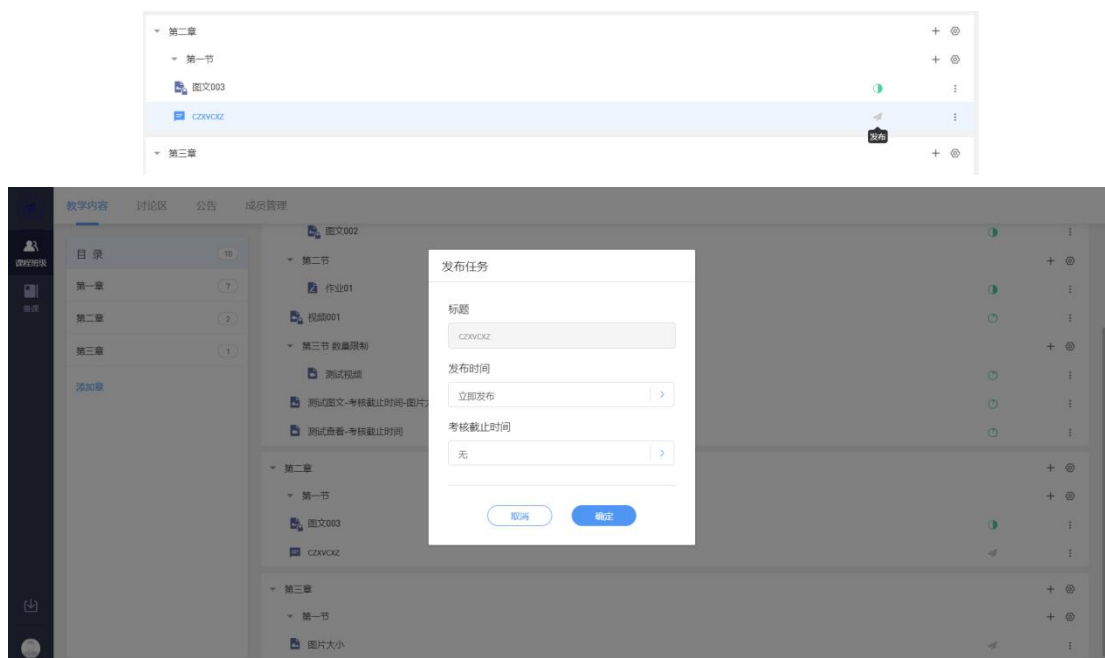 第二章
第一节
图文003
czxvcxz
发布
第三章
教学内容 讨论区 公告 成员管理
课程班级
备课
目录 10
第一章 7
第二章 2
第三章 1
添加章
图文002
第二节
作业01
视频001
第三节 数量限制
测试视频
测试图文-考核截止时间-图片
测试查看-考核截止时间
第二章
第一节
图文003
czxvcxz
第三章
第一节
图片大小
发布任务
标题
czxvcxz
发布时间
立即发布
考核截止时间
无
取消 确定